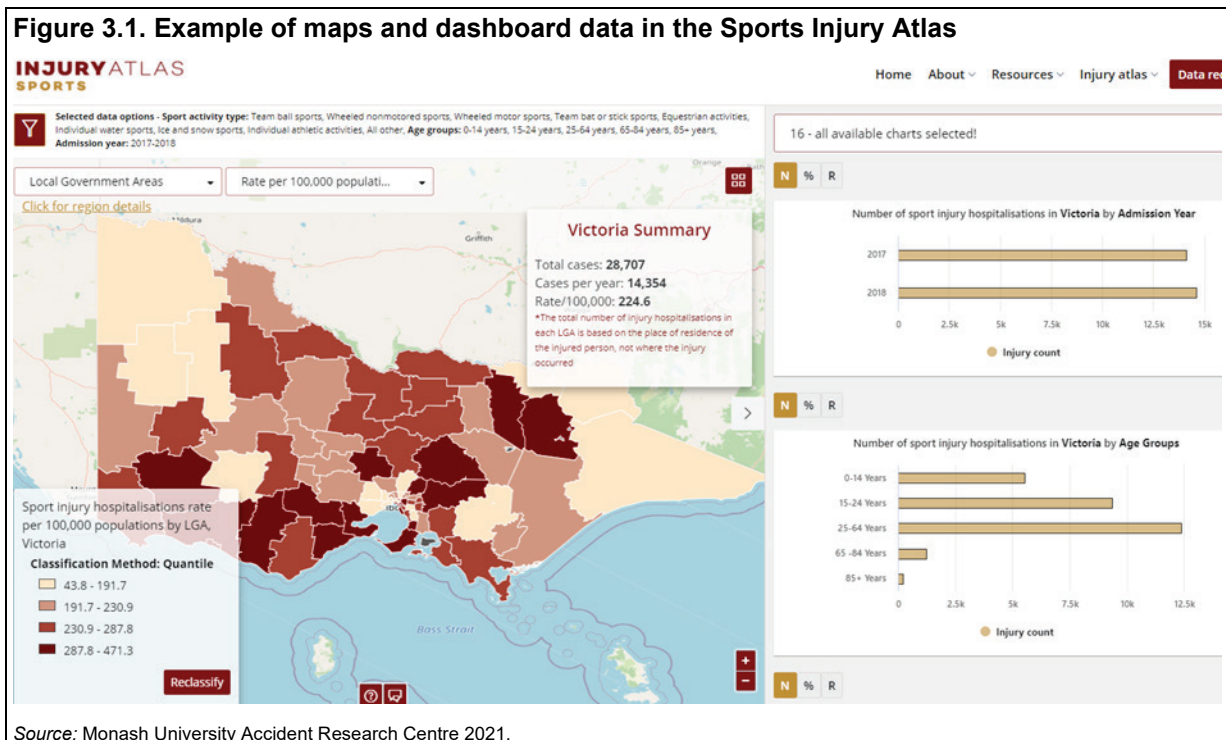 Figure 3.1. Example of maps and dashboard data in the Sports Injury Atlas
INJURYATLAS
SPORTS
Home About Resources Injury atlas Data rec
Selected data options - Sport activity type: Team ball sports, Wheeled nonmotored sports, Wheeled motor sports, Team bat or stick sports, Equestrian activities,
Individual water sports, Ice and snow sports, Individual athletic activities, All other, Age groups: 0-14 years, 15-24 years, 25-64 years, 65-84 years, 85+ years,
Admission year: 2017-2018
Local Government Areas
Rate per 100,000 populati...
Click for region details
Mildura
Griffith
Orange
Victoria Summary
Total cases: 28,707
Cases per year: 14,354
Rate/100,000: 224.6
*The total number of injury hospitalisations in
each LGA is based on the place of residence of
the injured person, not where the injury
occurred
Sport injury hospitalisations rate
per 100,000 populations by LGA,
Victoria
Classification Method: Quantile
43.8 - 191.7
191.7 - 230.9
230.9 - 287.8
287.8 - 471.3
Reclassify
Bass Strait
+
−
16 - all available charts selected!
N % R
Number of sport injury hospitalisations in Victoria by Admission Year
2017
2018
0 2.5k 5k 7.5k 10k 12.5k 15k
Injury count
N % R
Number of sport injury hospitalisations in Victoria by Age Groups
0-14 Years
15-24 Years
25-64 Years
65 -84 Years
85+ Years
0 2.5k 5k 7.5k 10k 12.5k
Injury count
N % R
Source: Monash University Accident Research Centre 2021.